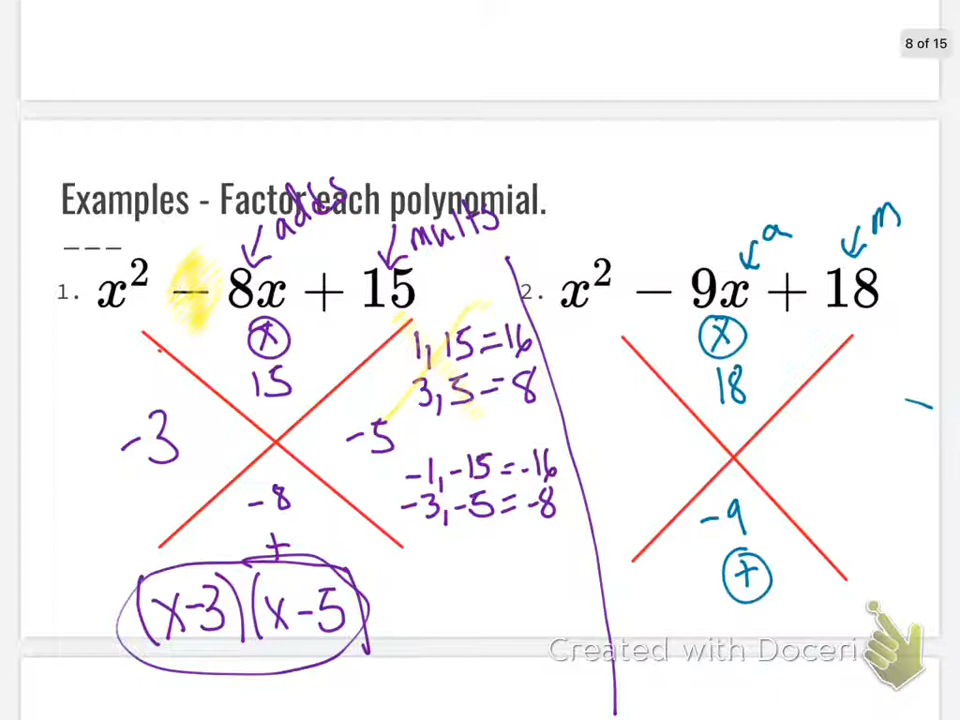 8 of 15
Examples - Factor each polynomial.
adds
mults
1. x² − 8x + 15
x
15
1, 15 = 16
3, 5 = 8
-3
-5
-1, -15 = -16
-3, -5 = -8
-8
+
(x-3)(x-5)
a
m
2. x² − 9x + 18
x
18
-9
+
Created with Doceri